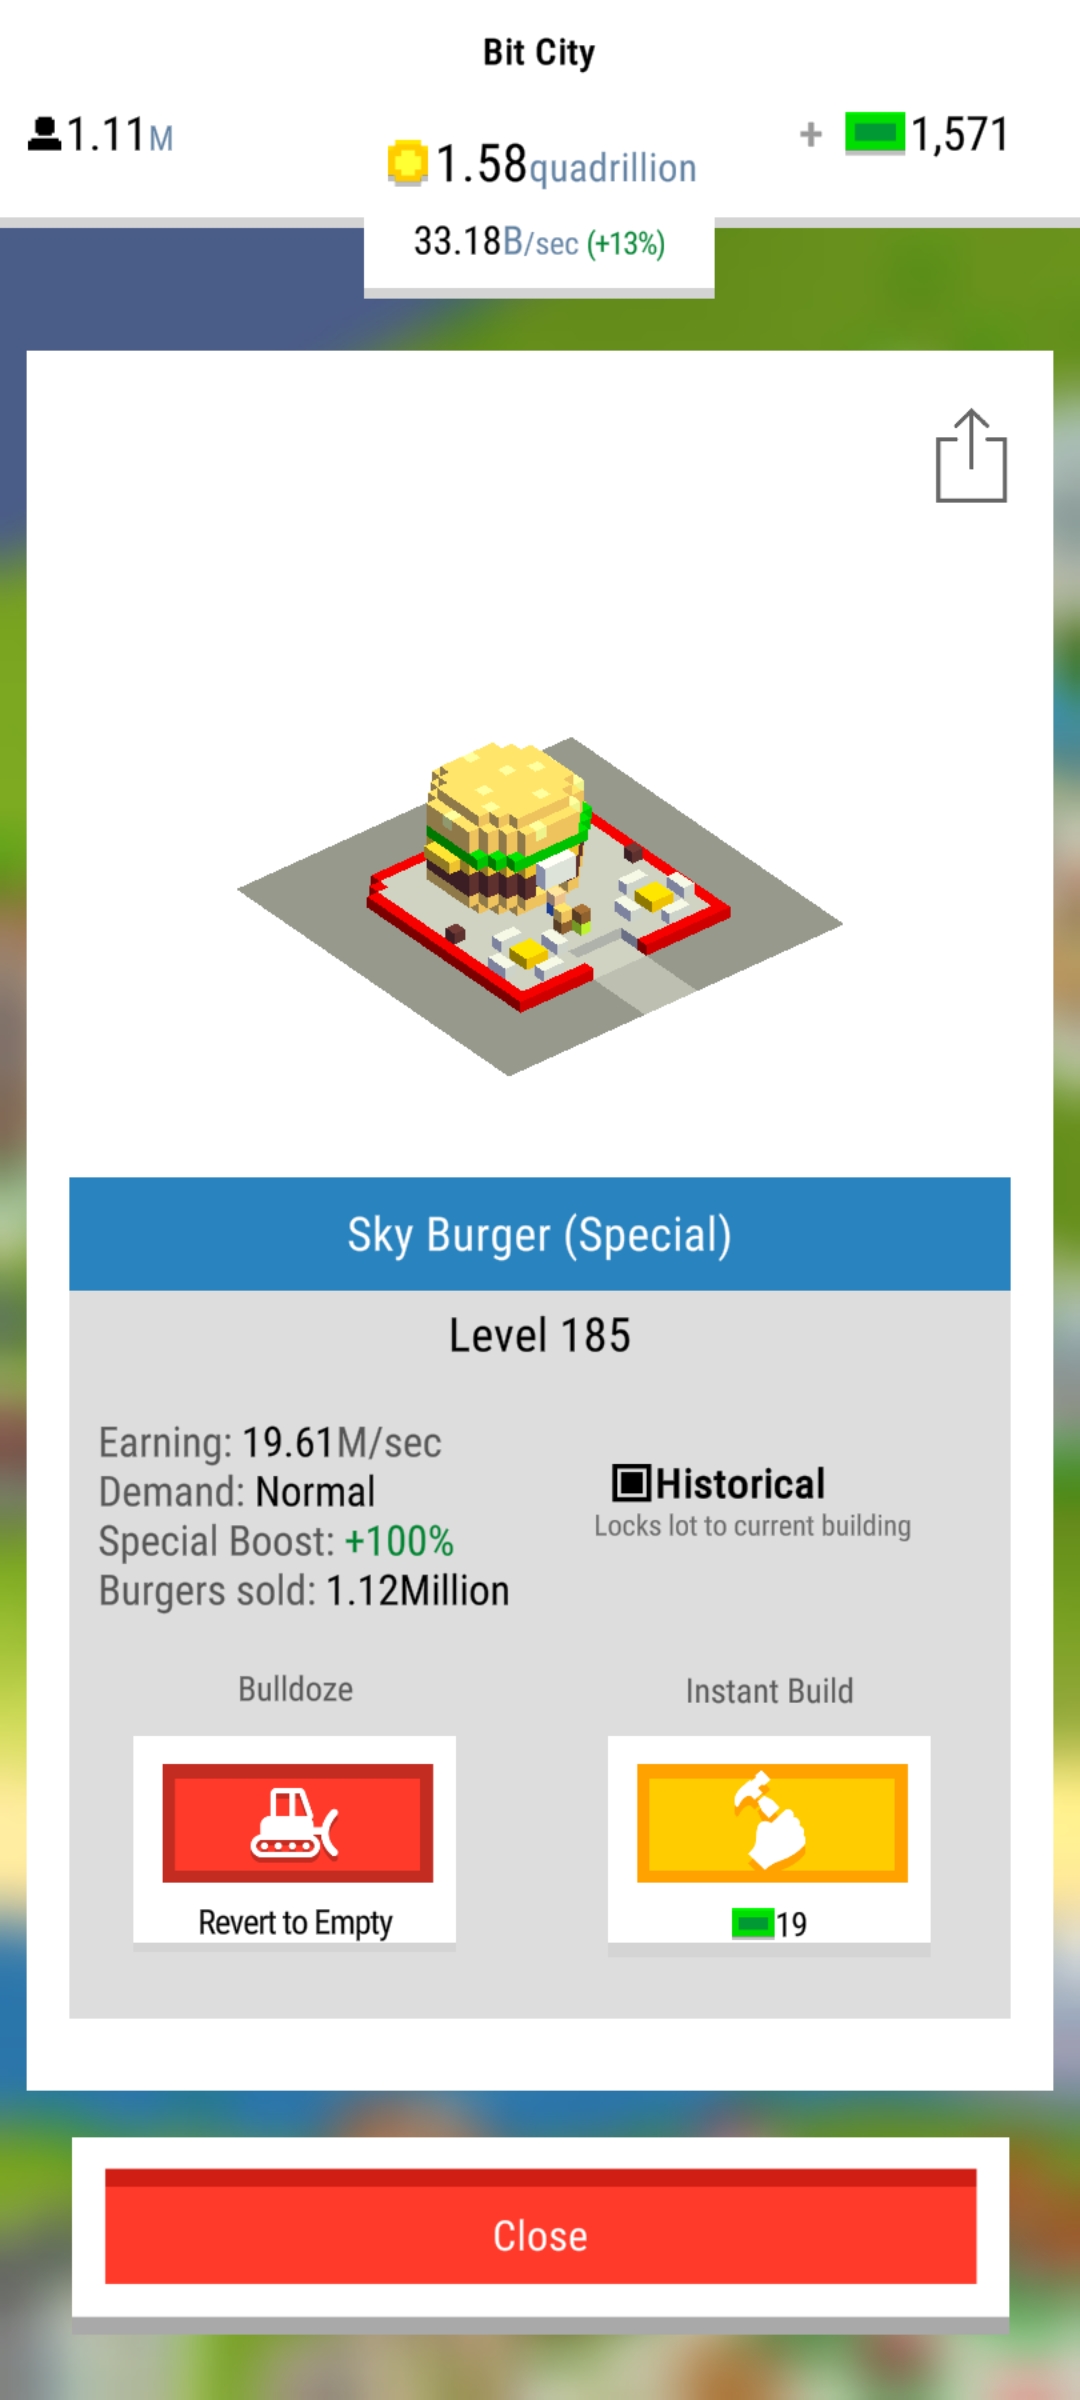 Bit City
1.11M
1.58quadrillion
+ 1,571
33.18B/sec (+13%)
Sky Burger (Special)
Level 185
Earning: 19.61M/sec
Demand: Normal
Special Boost: +100%
Burgers sold: 1.12Million
Historical
Locks lot to current building
Bulldoze
Instant Build
Revert to Empty
19
Close